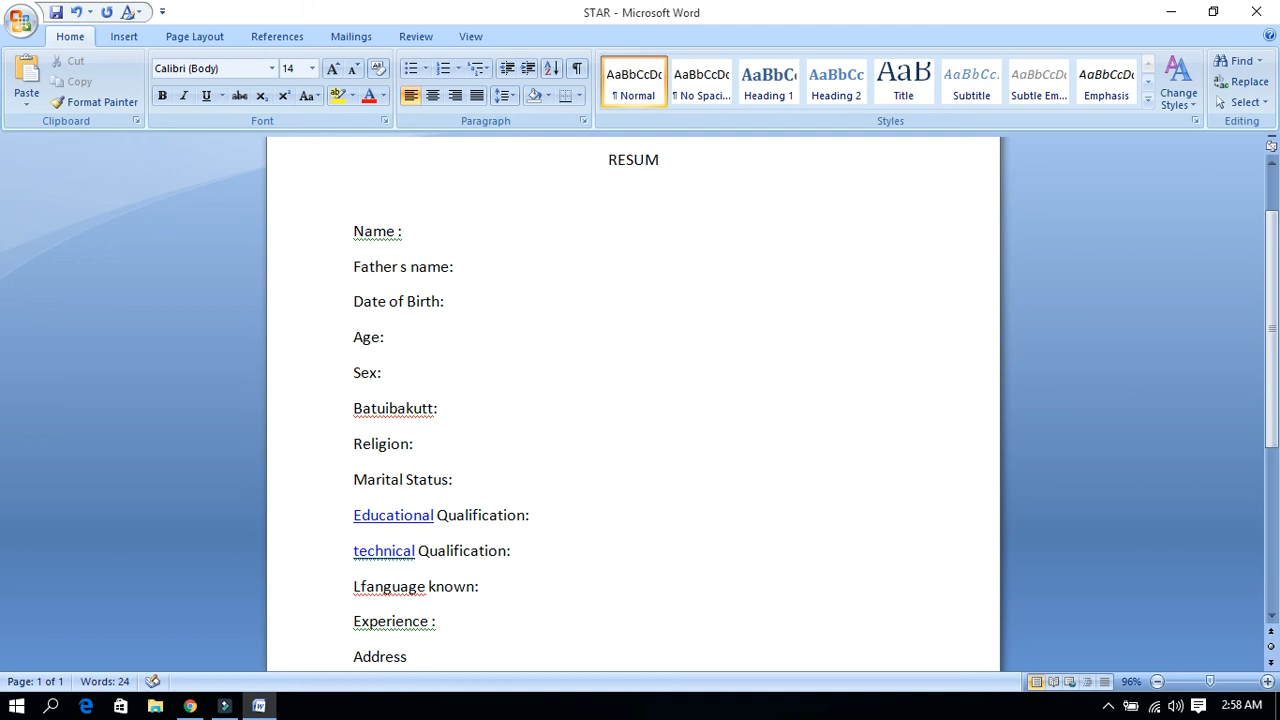 STAR - Microsoft Word
Home Insert Page Layout References Mailings Review View
Paste
Cut
Copy
Format Painter
Clipboard
Calibri (Body) 14
B I U abc x₂ x² Aa
Font
Paragraph
AaBbCcDc AaBbCcDc AaBbC AaBbCc AaB AaBbCc. AaBbCcDc AaBbCcDc
¶ Normal ¶ No Spaci... Heading 1 Heading 2 Title Subtitle Subtle Em... Emphasis
Change Styles
Styles
Find
Replace
Select
Editing
RESUM
Name :
Father s name:
Date of Birth:
Age:
Sex:
Batuibakutt:
Religion:
Marital Status:
Educational Qualification:
technical Qualification:
Lfanguage known:
Experience :
Address
Page: 1 of 1 Words: 24 96%
2:58 AM